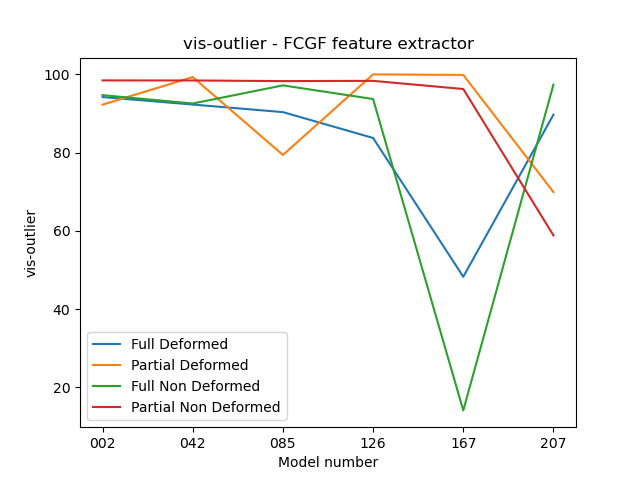 vis-outlier - FCGF feature extractor
vis-outlier
100
80
60
40
20
Full Deformed
Partial Deformed
Full Non Deformed
Partial Non Deformed
002 042 085 126 167 207
Model number